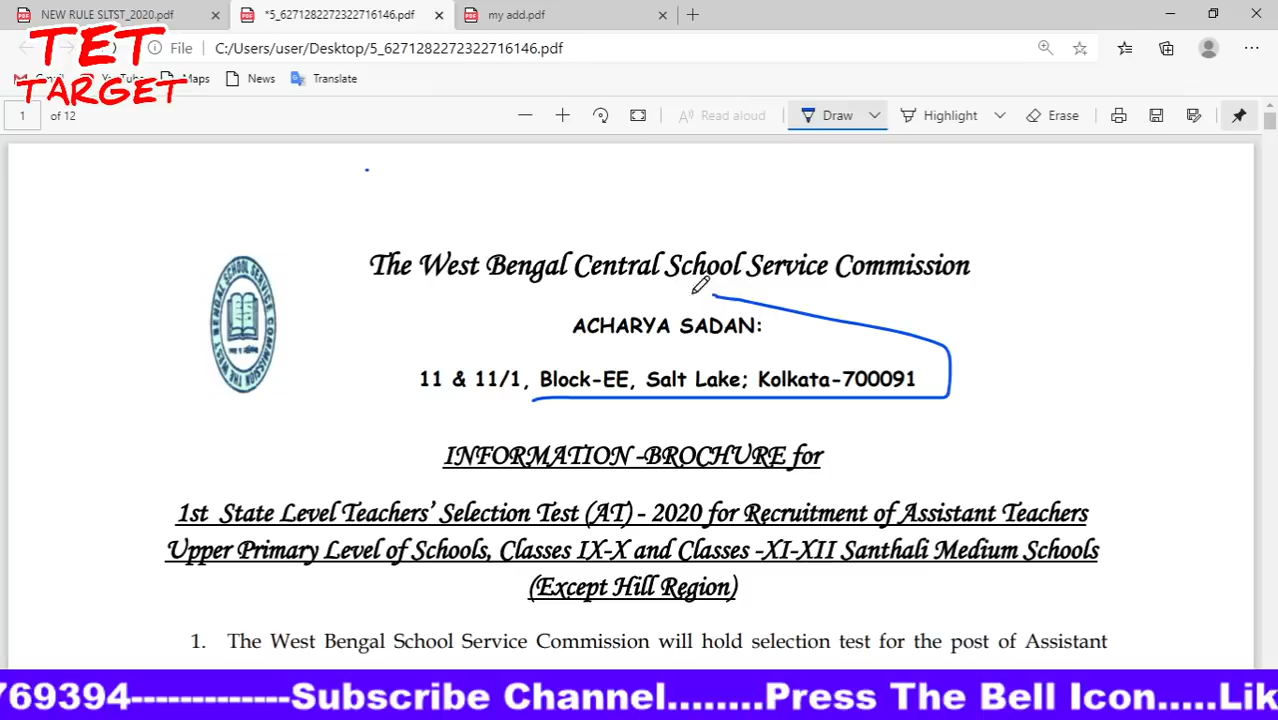 NEW RULE SLTST_2020.pdf
*5_6271282272322716146.pdf
my add.pdf
TET
TARGET
File
C:/Users/user/Desktop/5_6271282272322716146.pdf
Gmail YouTube Maps News Translate
1 of 12
Read aloud Draw Highlight Erase
The West Bengal Central School Service Commission
ACHARYA SADAN:
11 & 11/1, Block-EE, Salt Lake; Kolkata-700091
INFORMATION -BROCHURE for
1st State Level Teachers' Selection Test (AT) - 2020 for Recruitment of Assistant Teachers
Upper Primary Level of Schools, Classes IX-X and Classes -XI-XII Santhali Medium Schools
(Except Hill Region)
1. The West Bengal School Service Commission will hold selection test for the post of Assistant
769394-------------Subscribe Channel........Press The Bell Icon.....Lik